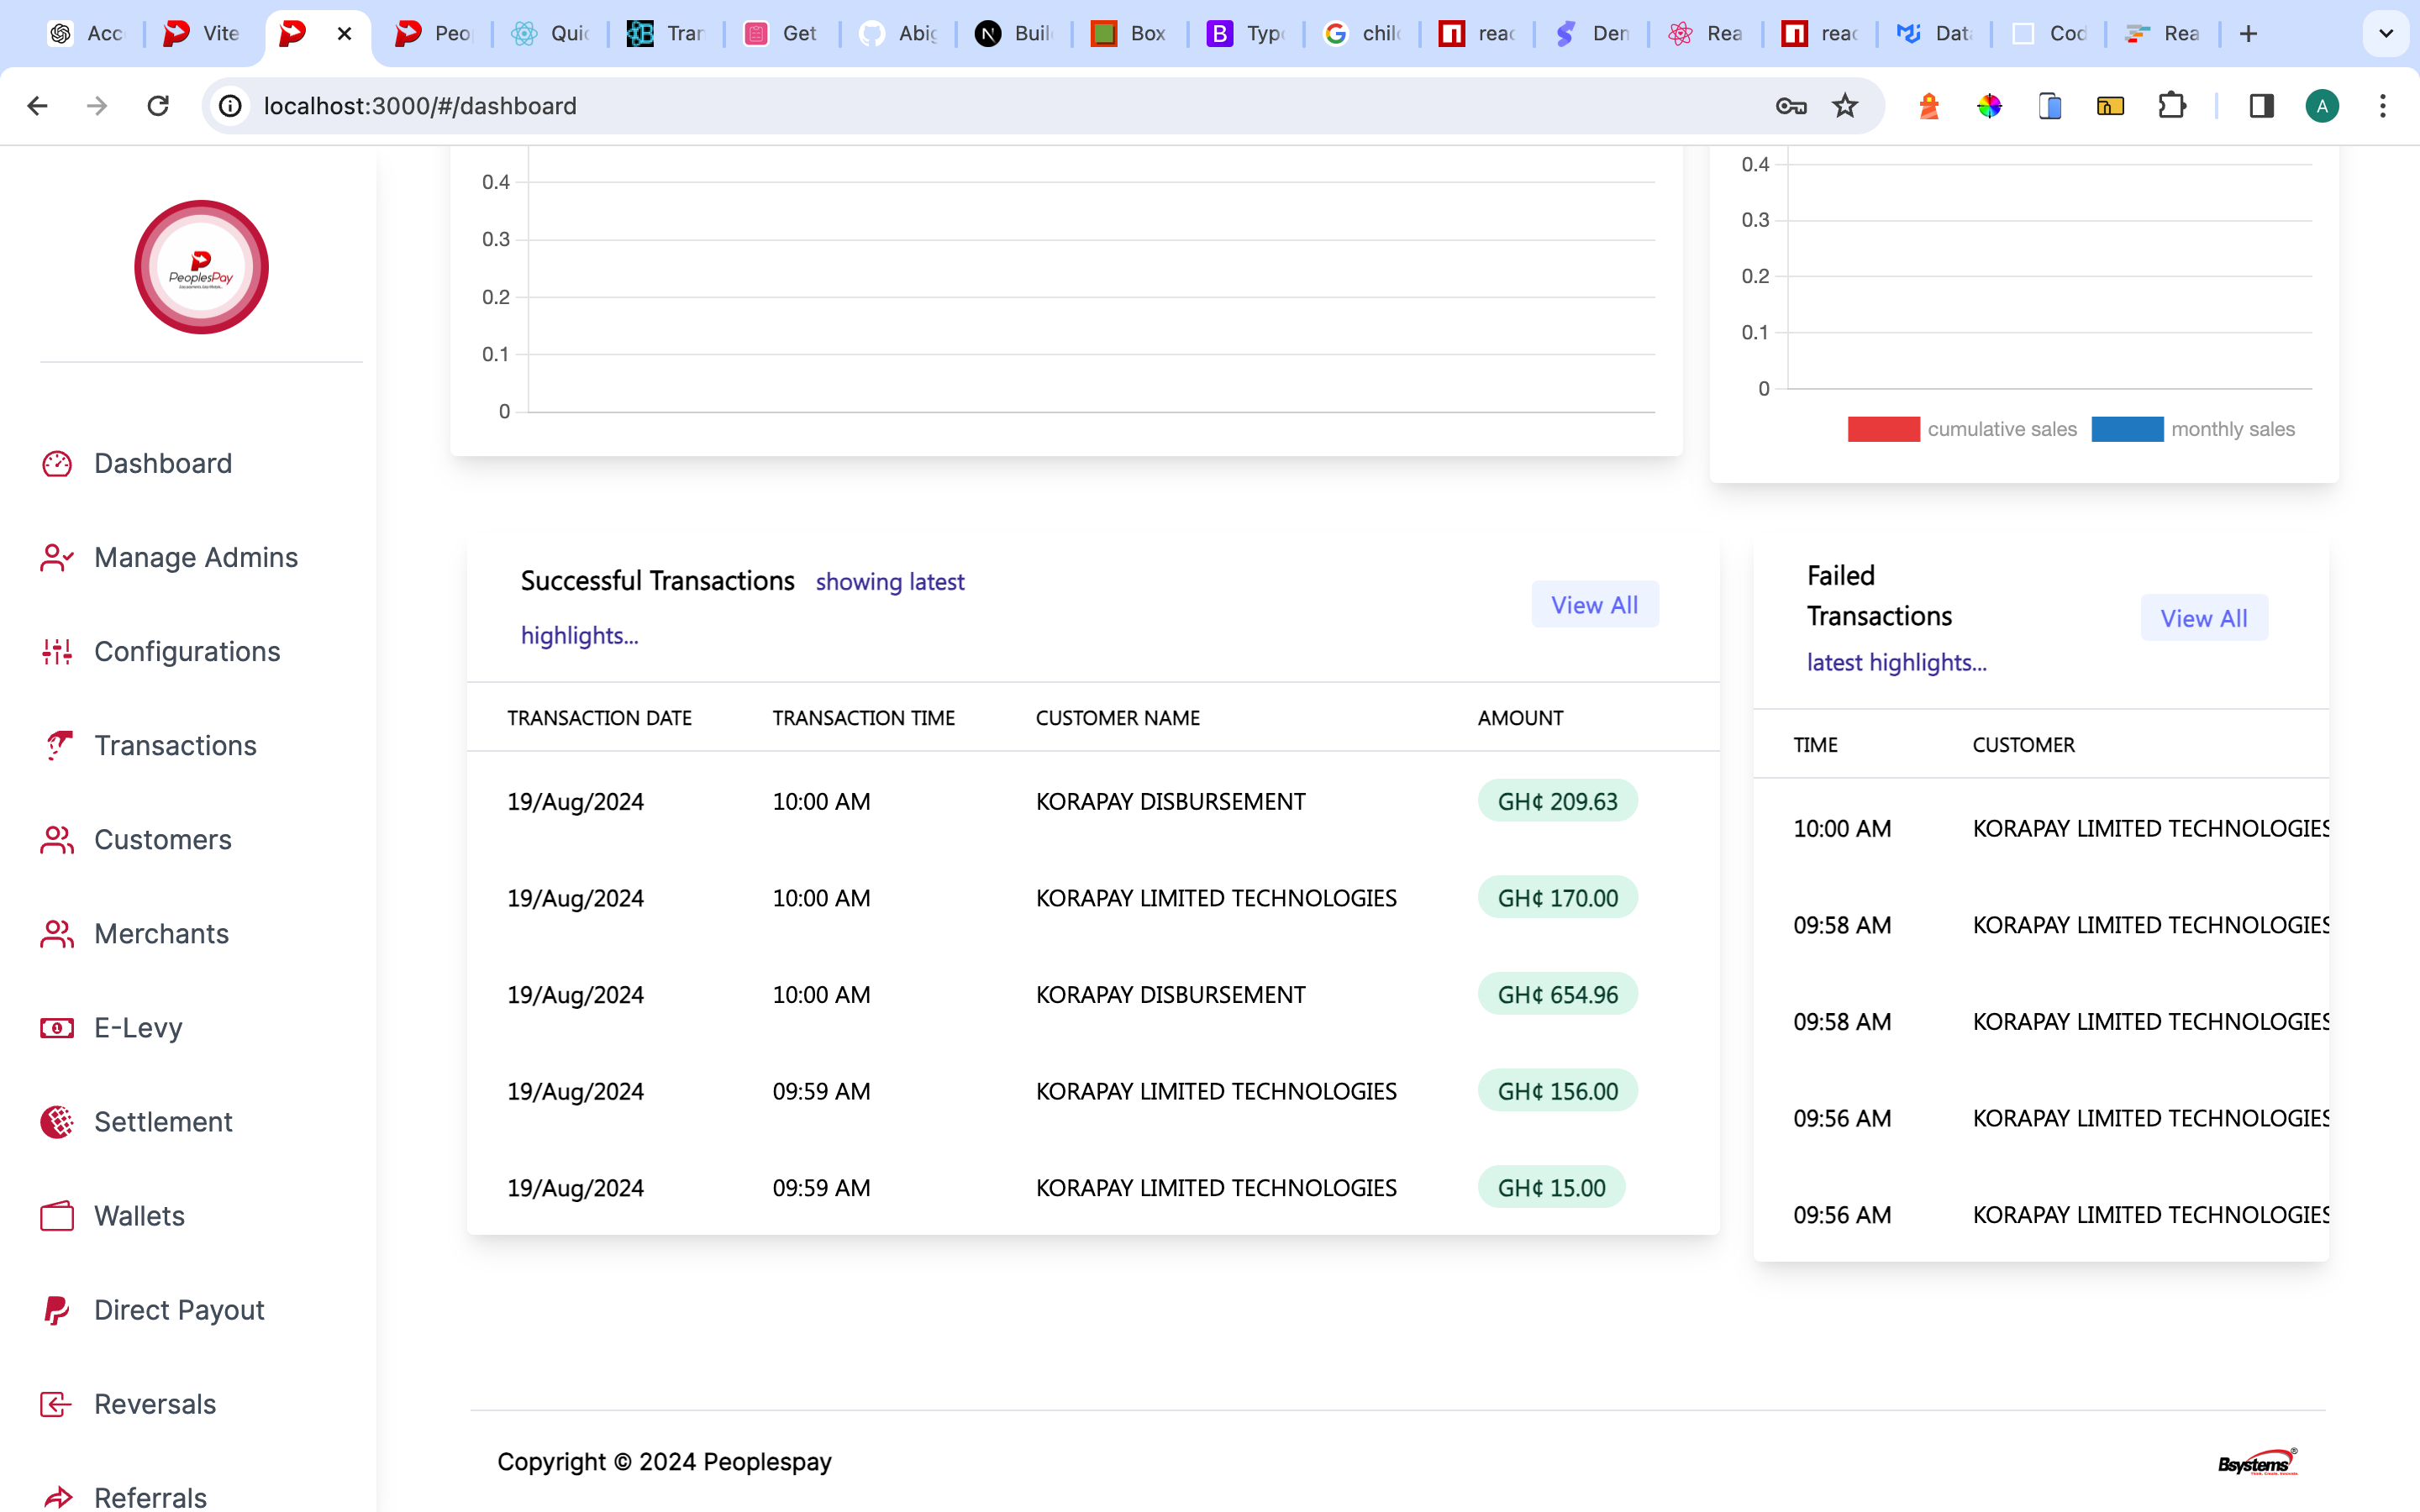 Acc
Vite
Peo
Quic
Tran
Get
Abig
Buil
Box
Typ
chil
reac
Den
Rea
reac
Dat
Cod
Rea
localhost:3000/#/dashboard
A
PeoplesPay
Dashboard
Manage Admins
Configurations
Transactions
Customers
Merchants
E-Levy
Settlement
Wallets
Direct Payout
Reversals
Referrals
0.4
0.3
0.2
0.1
0
0.4
0.3
0.2
0.1
0
cumulative sales monthly sales
Successful Transactions showing latest
highlights...
View All
TRANSACTION DATE TRANSACTION TIME CUSTOMER NAME AMOUNT
19/Aug/2024 10:00 AM KORAPAY DISBURSEMENT GH¢ 209.63
19/Aug/2024 10:00 AM KORAPAY LIMITED TECHNOLOGIES GH¢ 170.00
19/Aug/2024 10:00 AM KORAPAY DISBURSEMENT GH¢ 654.96
19/Aug/2024 09:59 AM KORAPAY LIMITED TECHNOLOGIES GH¢ 156.00
19/Aug/2024 09:59 AM KORAPAY LIMITED TECHNOLOGIES GH¢ 15.00
Failed
Transactions
latest highlights...
View All
TIME CUSTOMER
10:00 AM KORAPAY LIMITED TECHNOLOGIES
09:58 AM KORAPAY LIMITED TECHNOLOGIES
09:58 AM KORAPAY LIMITED TECHNOLOGIES
09:56 AM KORAPAY LIMITED TECHNOLOGIES
09:56 AM KORAPAY LIMITED TECHNOLOGIES
Copyright © 2024 Peoplespay
Bsystems®